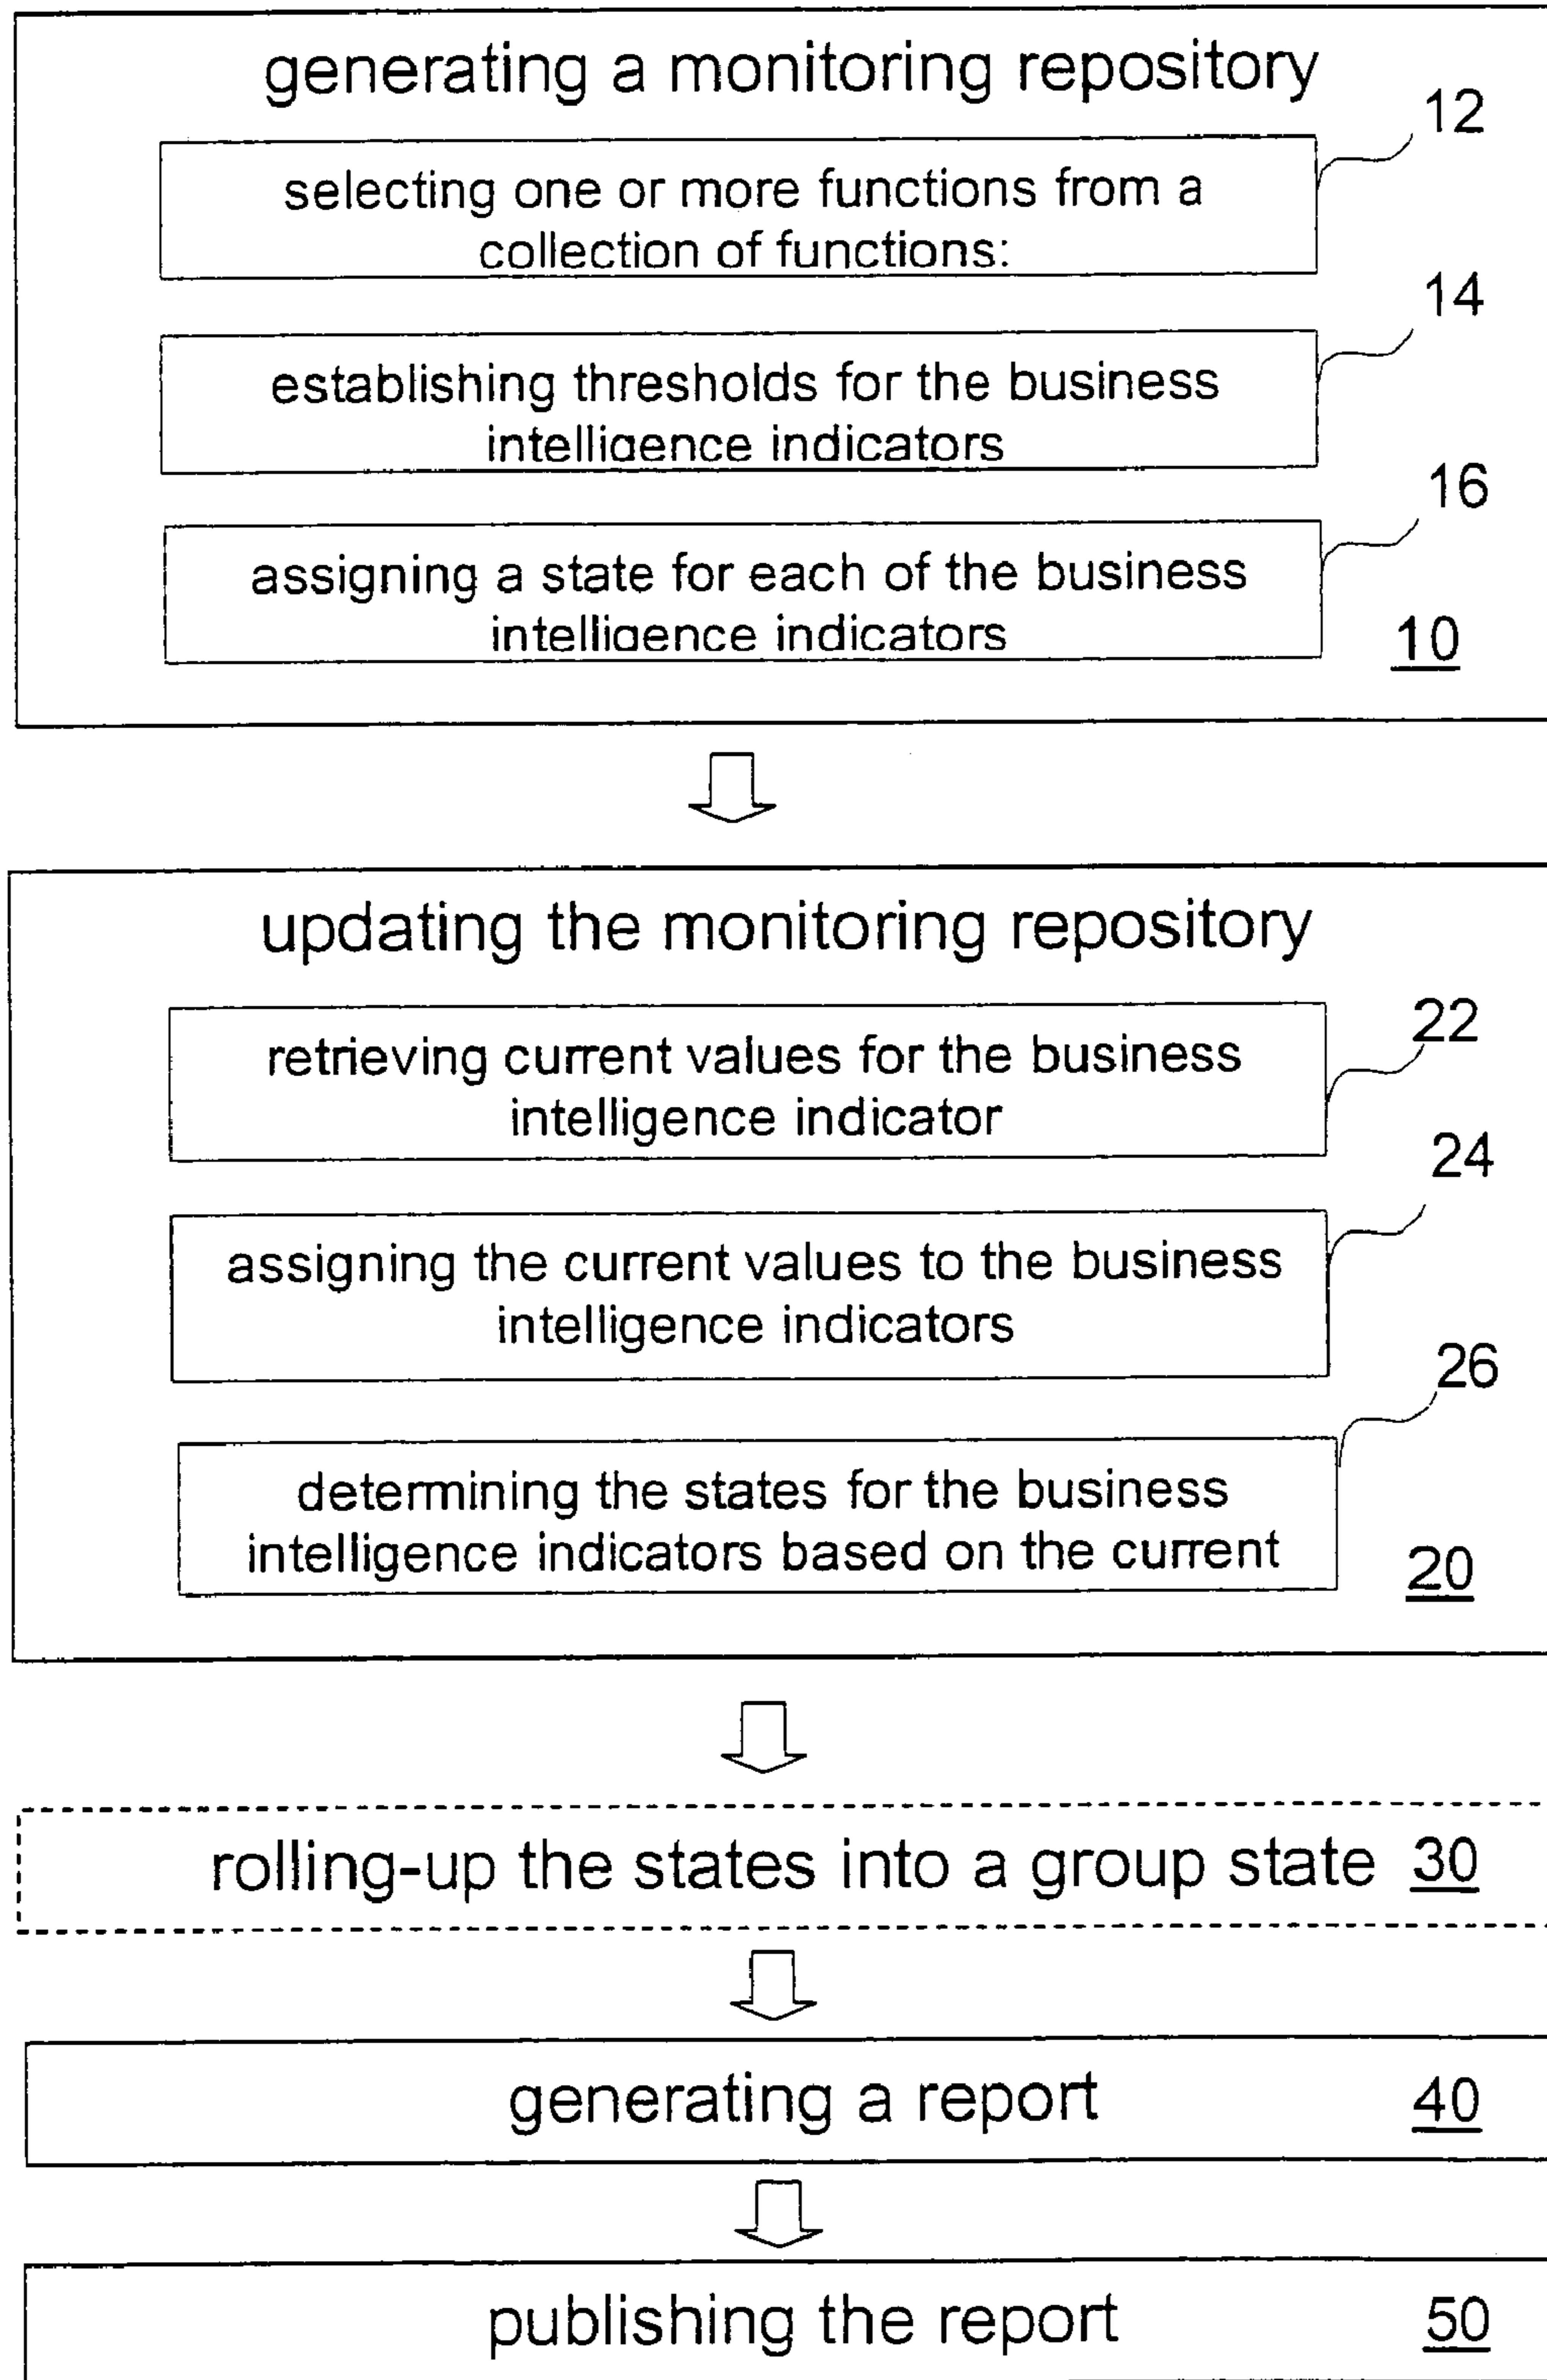 generating a monitoring repository
12
selecting one or more functions from a
collection of functions:
14
establishing thresholds for the business
intelligence indicators
16
assigning a state for each of the business
intelligence indicators
10
updating the monitoring repository
22
retrieving current values for the business
intelligence indicator
24
assigning the current values to the business
intelligence indicators
26
determining the states for the business
intelligence indicators based on the current
20
rolling-up the states into a group state 30
generating a report 40
publishing the report 50